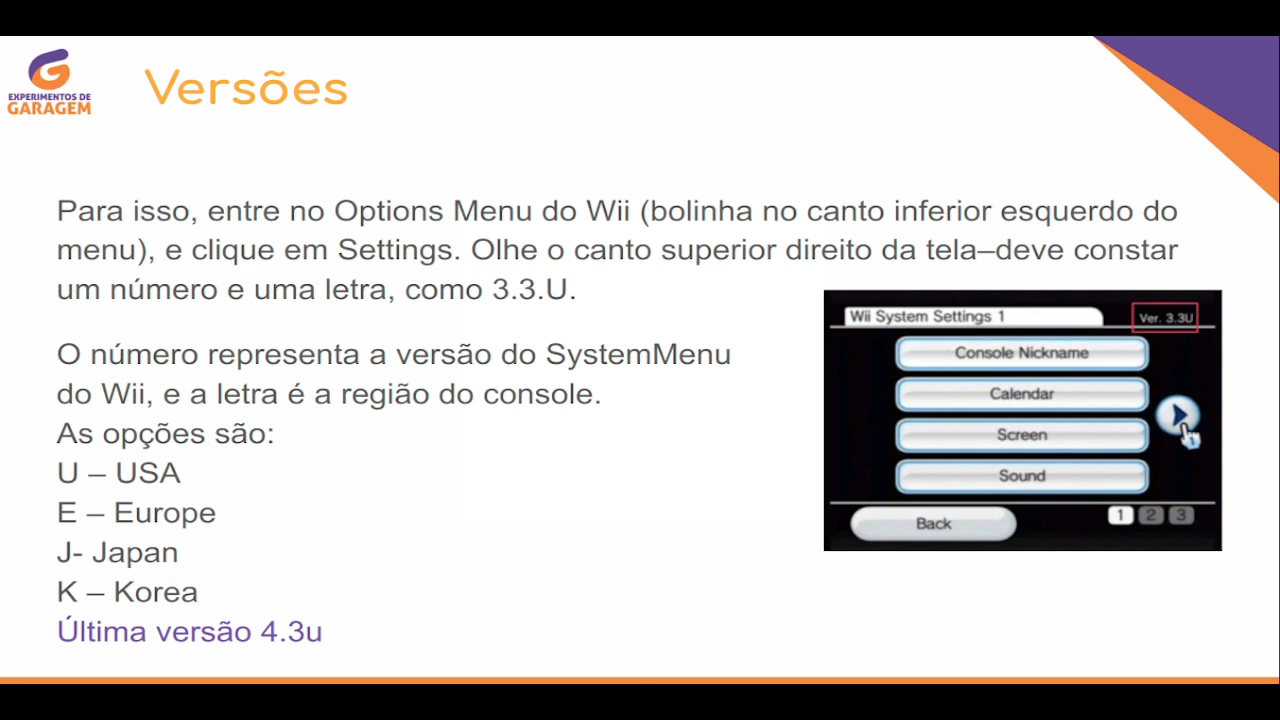 EXPERIMENTOS DE
GARAGEM
Versões
Para isso, entre no Options Menu do Wii (bolinha no canto inferior esquerdo do
menu), e clique em Settings. Olhe o canto superior direito da tela–deve constar
um número e uma letra, como 3.3.U.
O número representa a versão do SystemMenu
do Wii, e a letra é a região do console.
As opções são:
U – USA
E – Europe
J- Japan
K – Korea
Última versão 4.3u
Wii System Settings 1
Ver. 3.3U
Console Nickname
Calendar
Screen
Sound
Back
1 2 3